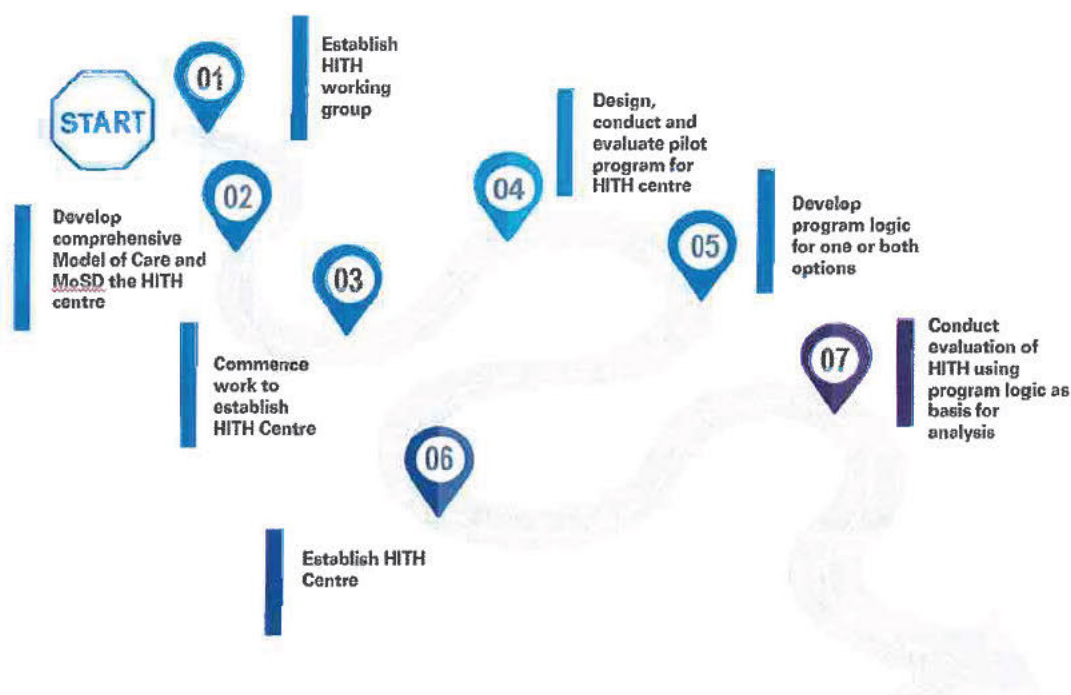 START
01
Establish
HITH
working
group
02
Develop
comprehensive
Model of Care and
MoSD the HITH
centre
03
Commence
work to
establish
HITH Centre
04
Design,
conduct and
evaluate pilot
program for
HITH centre
05
Develop
program logic
for one or both
options
06
Establish HITH
Centre
07
Conduct
evaluation of
HITH using
program logic as
basis for
analysis